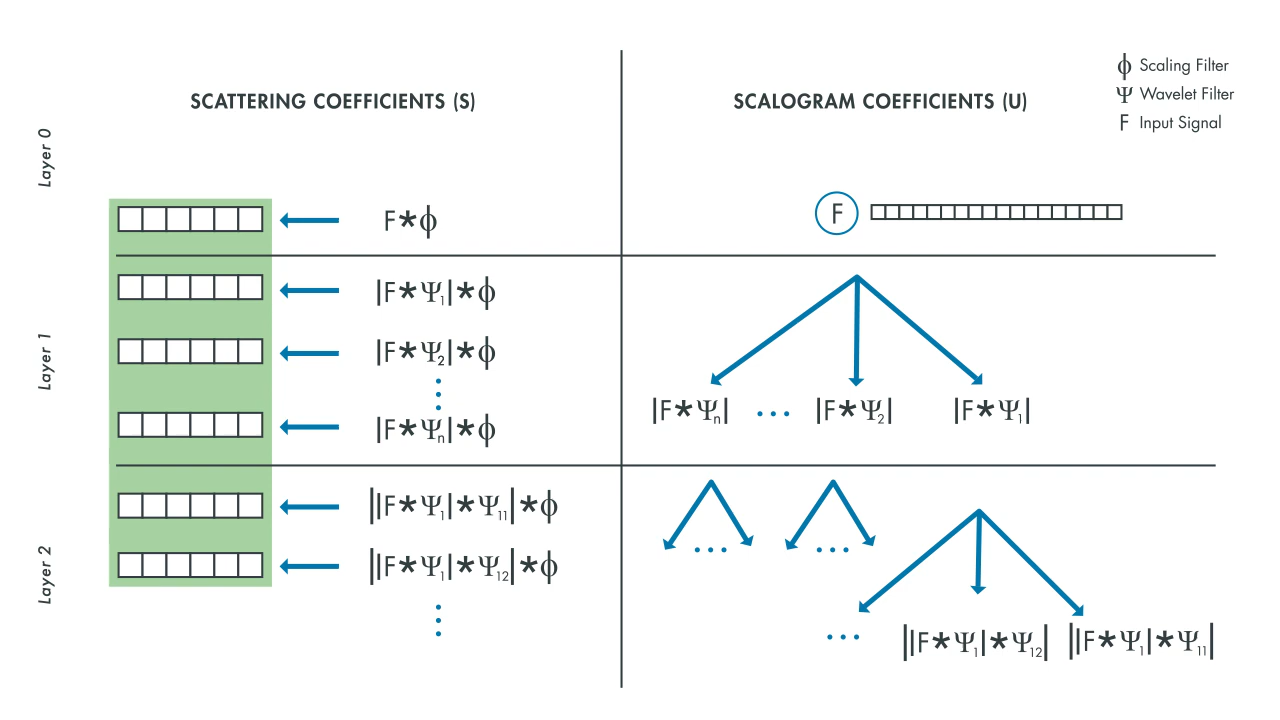 SCATTERING COEFFICIENTS (S)
SCALOGRAM COEFFICIENTS (U)
ϕ Scaling Filter
Ψ Wavelet Filter
F Input Signal
Layer 0
F★ϕ
F
Layer 1
|F★Ψ₁|★ϕ
|F★Ψ₂|★ϕ
⋮
|F★Ψₙ|★ϕ
|F★Ψₙ| ... |F★Ψ₂| |F★Ψ₁|
Layer 2
||F★Ψ₁|★Ψ₁₁|★ϕ
||F★Ψ₁|★Ψ₁₂|★ϕ
⋮
... ...
... ||F★Ψ₁|★Ψ₁₂| ||F★Ψ₁|★Ψ₁₁|